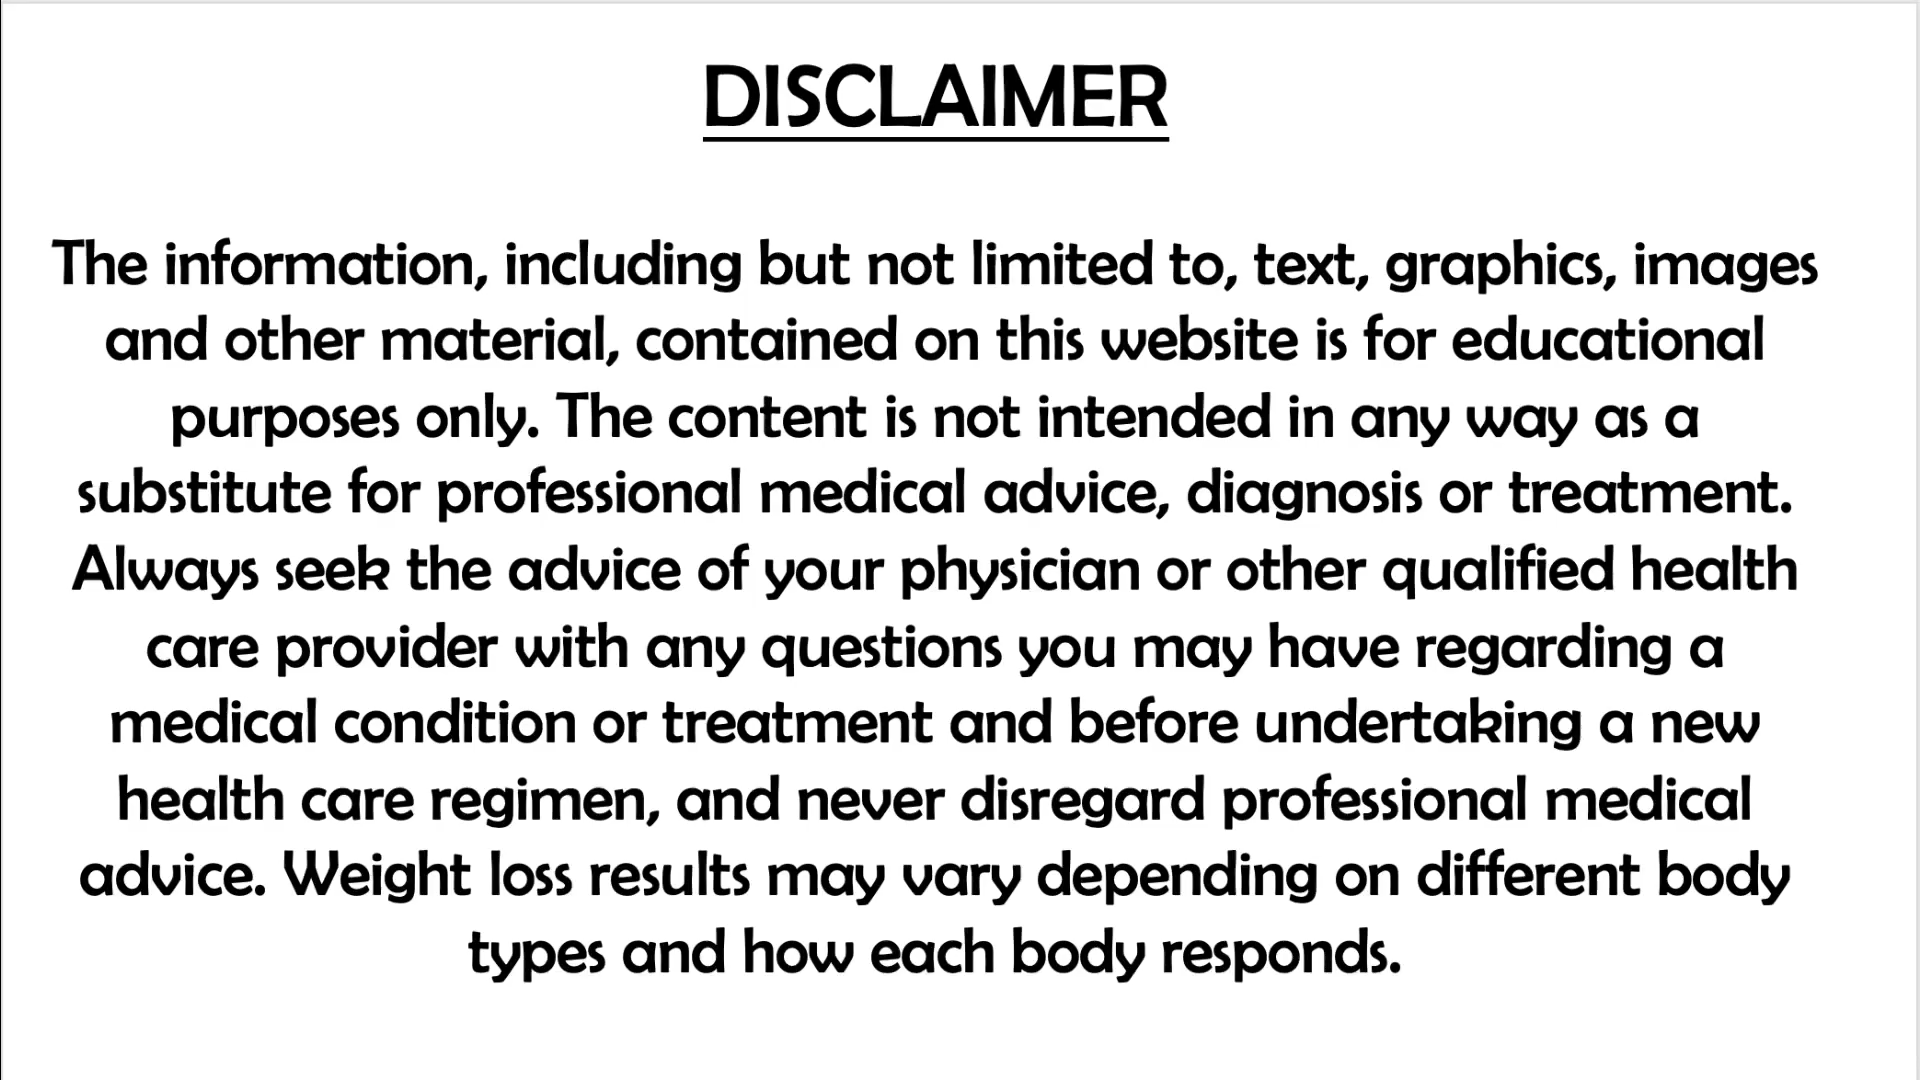 DISCLAIMER
The information, including but not limited to, text, graphics, images
and other material, contained on this website is for educational
purposes only. The content is not intended in any way as a
substitute for professional medical advice, diagnosis or treatment.
Always seek the advice of your physician or other qualified health
care provider with any questions you may have regarding a
medical condition or treatment and before undertaking a new
health care regimen, and never disregard professional medical
advice. Weight loss results may vary depending on different body
types and how each body responds.